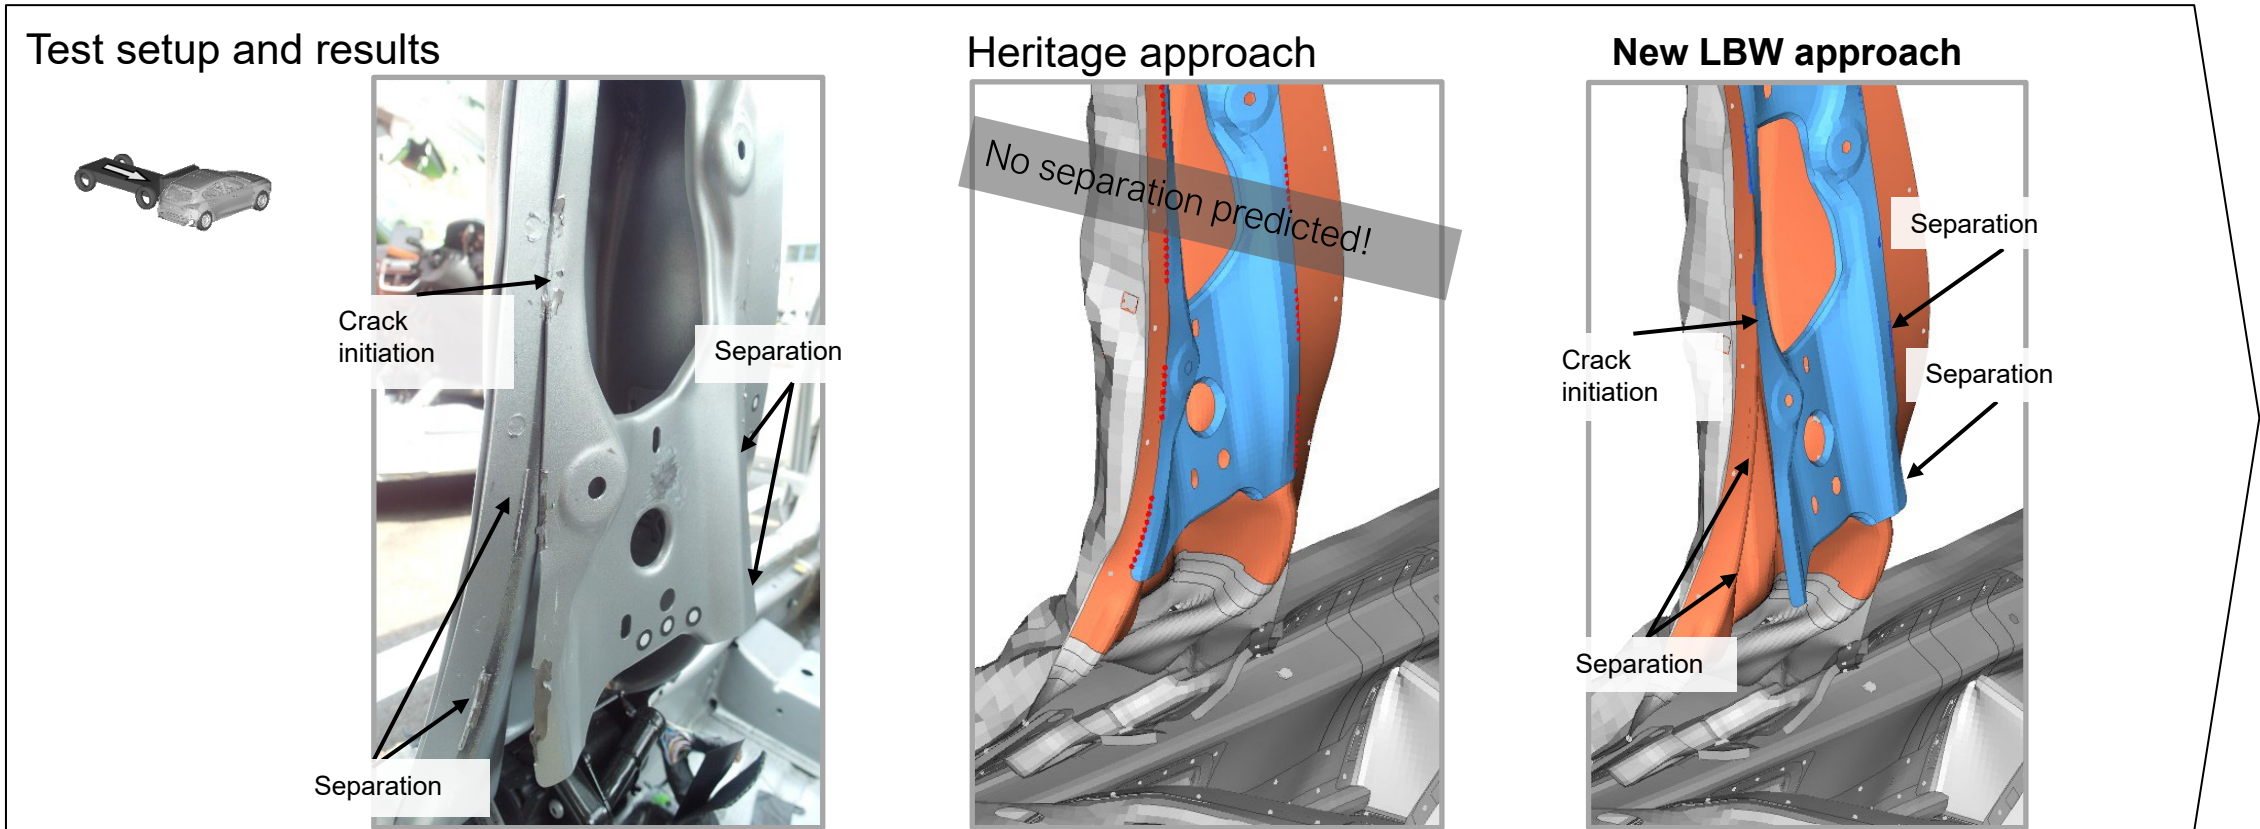 Test setup and results
Heritage approach
New LBW approach
Crack
initiation
Separation
Separation
No separation predicted!
Separation
Separation
Crack
initiation
Separation